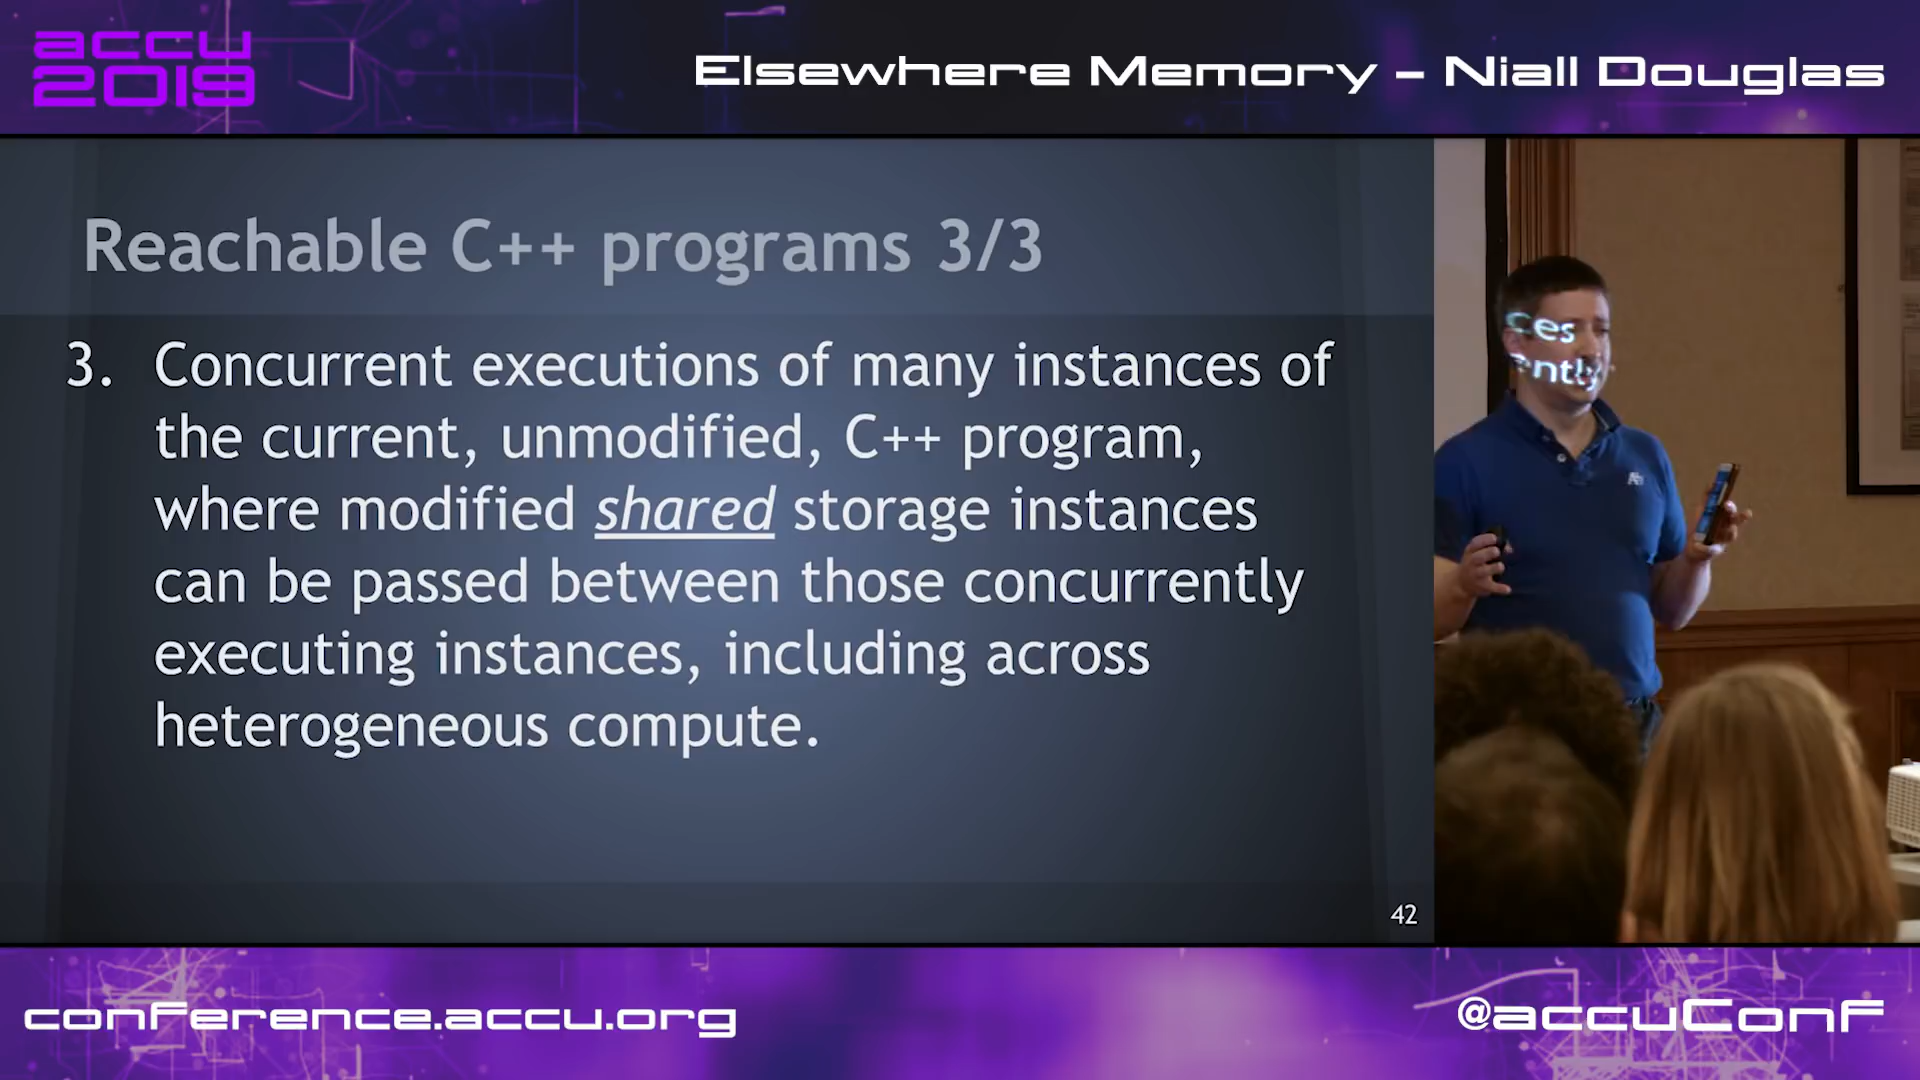 accu
2019
Elsewhere Memory – Niall Douglas
Reachable C++ programs 3/3
3. Concurrent executions of many instances of
the current, unmodified, C++ program,
where modified shared storage instances
can be passed between those concurrently
executing instances, including across
heterogeneous compute.
42
ces
ently
conference.accu.org
@accuConf